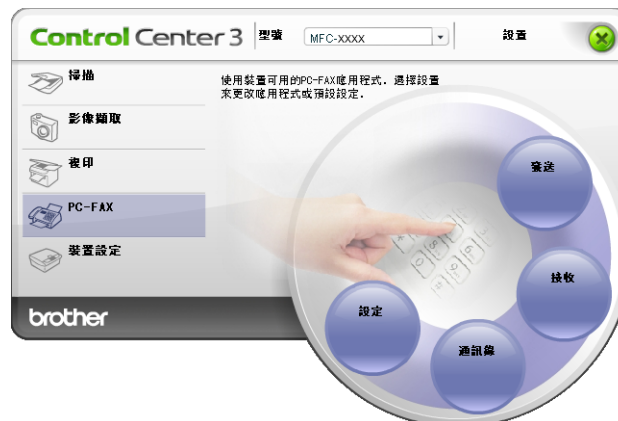 Control Center 3 型號 MFC-XXXX 設置
掃描
使用裝置可用的PC-FAX應用程式. 選擇設置
來更改應用程式或預設設定.
影像擷取
複印
PC-FAX
裝置設定
發送
接收
設定
通訊錄
brother